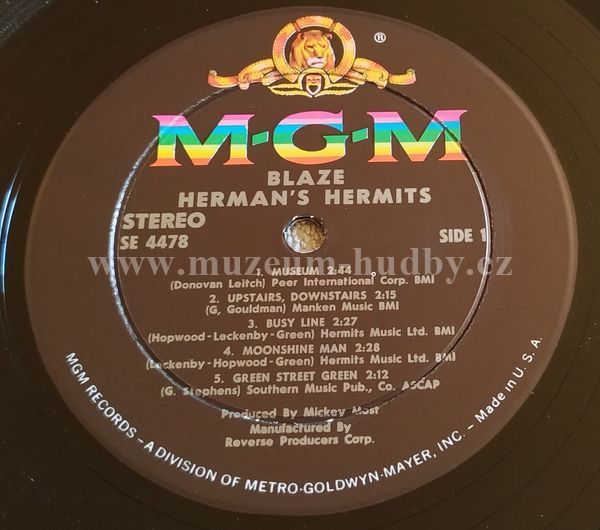 ®
M-G-M
BLAZE
HERMAN'S HERMITS
STEREO
SE 4478
SIDE 1
www.muzeum-hudby.cz
1. MUSEUM 2:44
(Donovan Leitch) Peer International Corp. BMI
2. UPSTAIRS, DOWNSTAIRS 2:15
(G, Gouldman) Manken Music BMI
3. BUSY LINE 2:27
(Hopwood-Leckenby-Green) Hermits Music Ltd. BMI
4. MOONSHINE MAN 2:28
(Leckenby-Hopwood-Green) Hermits Music Ltd. BMI
5. GREEN STREET GREEN 2:12
(G. Stephens) Southern Music Pub., Co. ASCAP
Produced By Mickey Most
Manufactured By
Reverse Producers Corp.
MGM RECORDS – A DIVISION OF METRO-GOLDWYN-MAYER, INC. – Made in U. S. A.